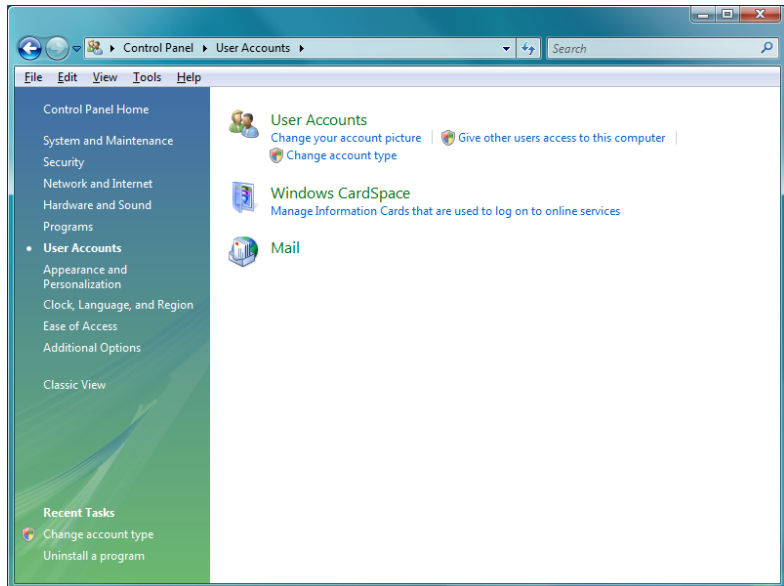 Control Panel User Accounts Search
File Edit View Tools Help
Control Panel Home
System and Maintenance
Security
Network and Internet
Hardware and Sound
Programs
User Accounts
Appearance and
Personalization
Clock, Language, and Region
Ease of Access
Additional Options
Classic View
Recent Tasks
Change account type
Uninstall a program
User Accounts
Change your account picture Give other users access to this computer
Change account type
Windows CardSpace
Manage Information Cards that are used to log on to online services
Mail